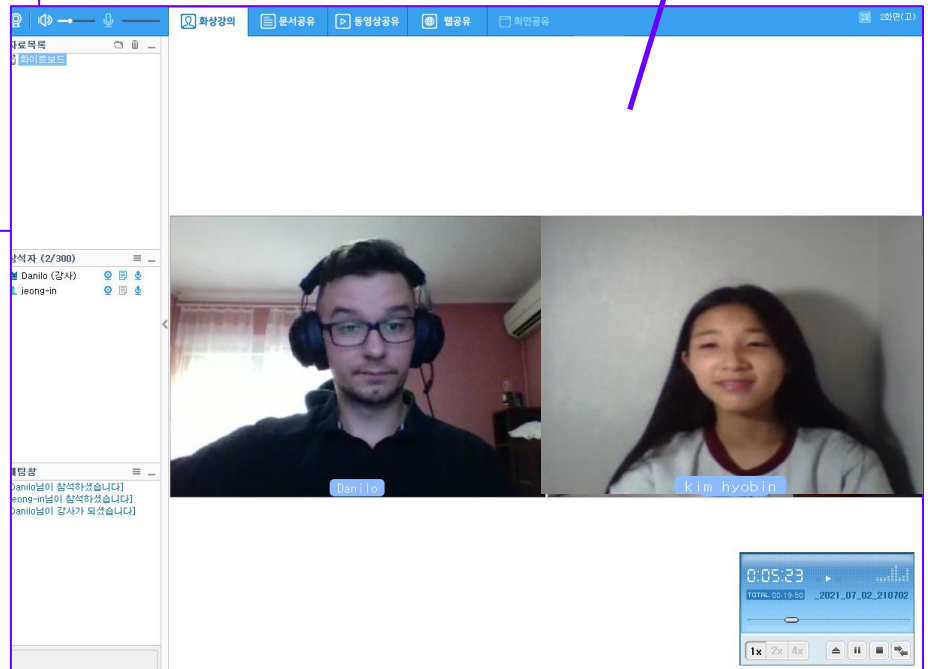 화상강의 문서공유 동영상공유 웹공유 화면공유 2화면(고)
자료목록
화이트보드
참석자 (2/300)
Danilo (강사)
jeong-in
채팅창
Danilo님이 참석하셨습니다]
jeong-in님이 참석하셨습니다]
Danilo님이 강사가 되셨습니다]
Danilo
kim hyobin
0:05:23
TOTAL 00:19:50 _2021_07_02_210702
1x 2x 4x